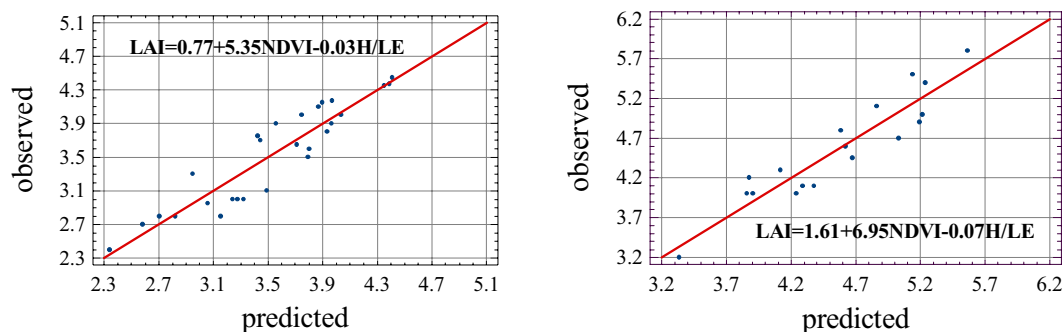 5.1
4.7
4.3
3.9
3.5
3.1
2.7
2.3
observed
LAI=0.77+5.35NDVI-0.03H/LE
2.3 2.7 3.1 3.5 3.9 4.3 4.7 5.1
predicted
6.2
5.7
5.2
4.7
4.2
3.7
3.2
observed
LAI=1.61+6.95NDVI-0.07H/LE
3.2 3.7 4.2 4.7 5.2 5.7 6.2
predicted